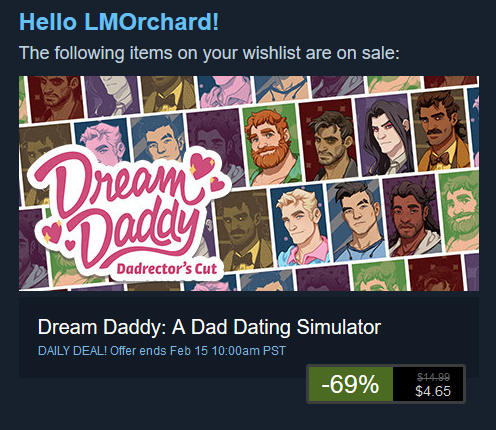 Hello LMOrchard!
The following items on your wishlist are on sale:
Dream
Daddy
Dadrector's Cut
Dream Daddy: A Dad Dating Simulator
DAILY DEAL! Offer ends Feb 15 10:00am PST
-69%
$14.99
$4.65